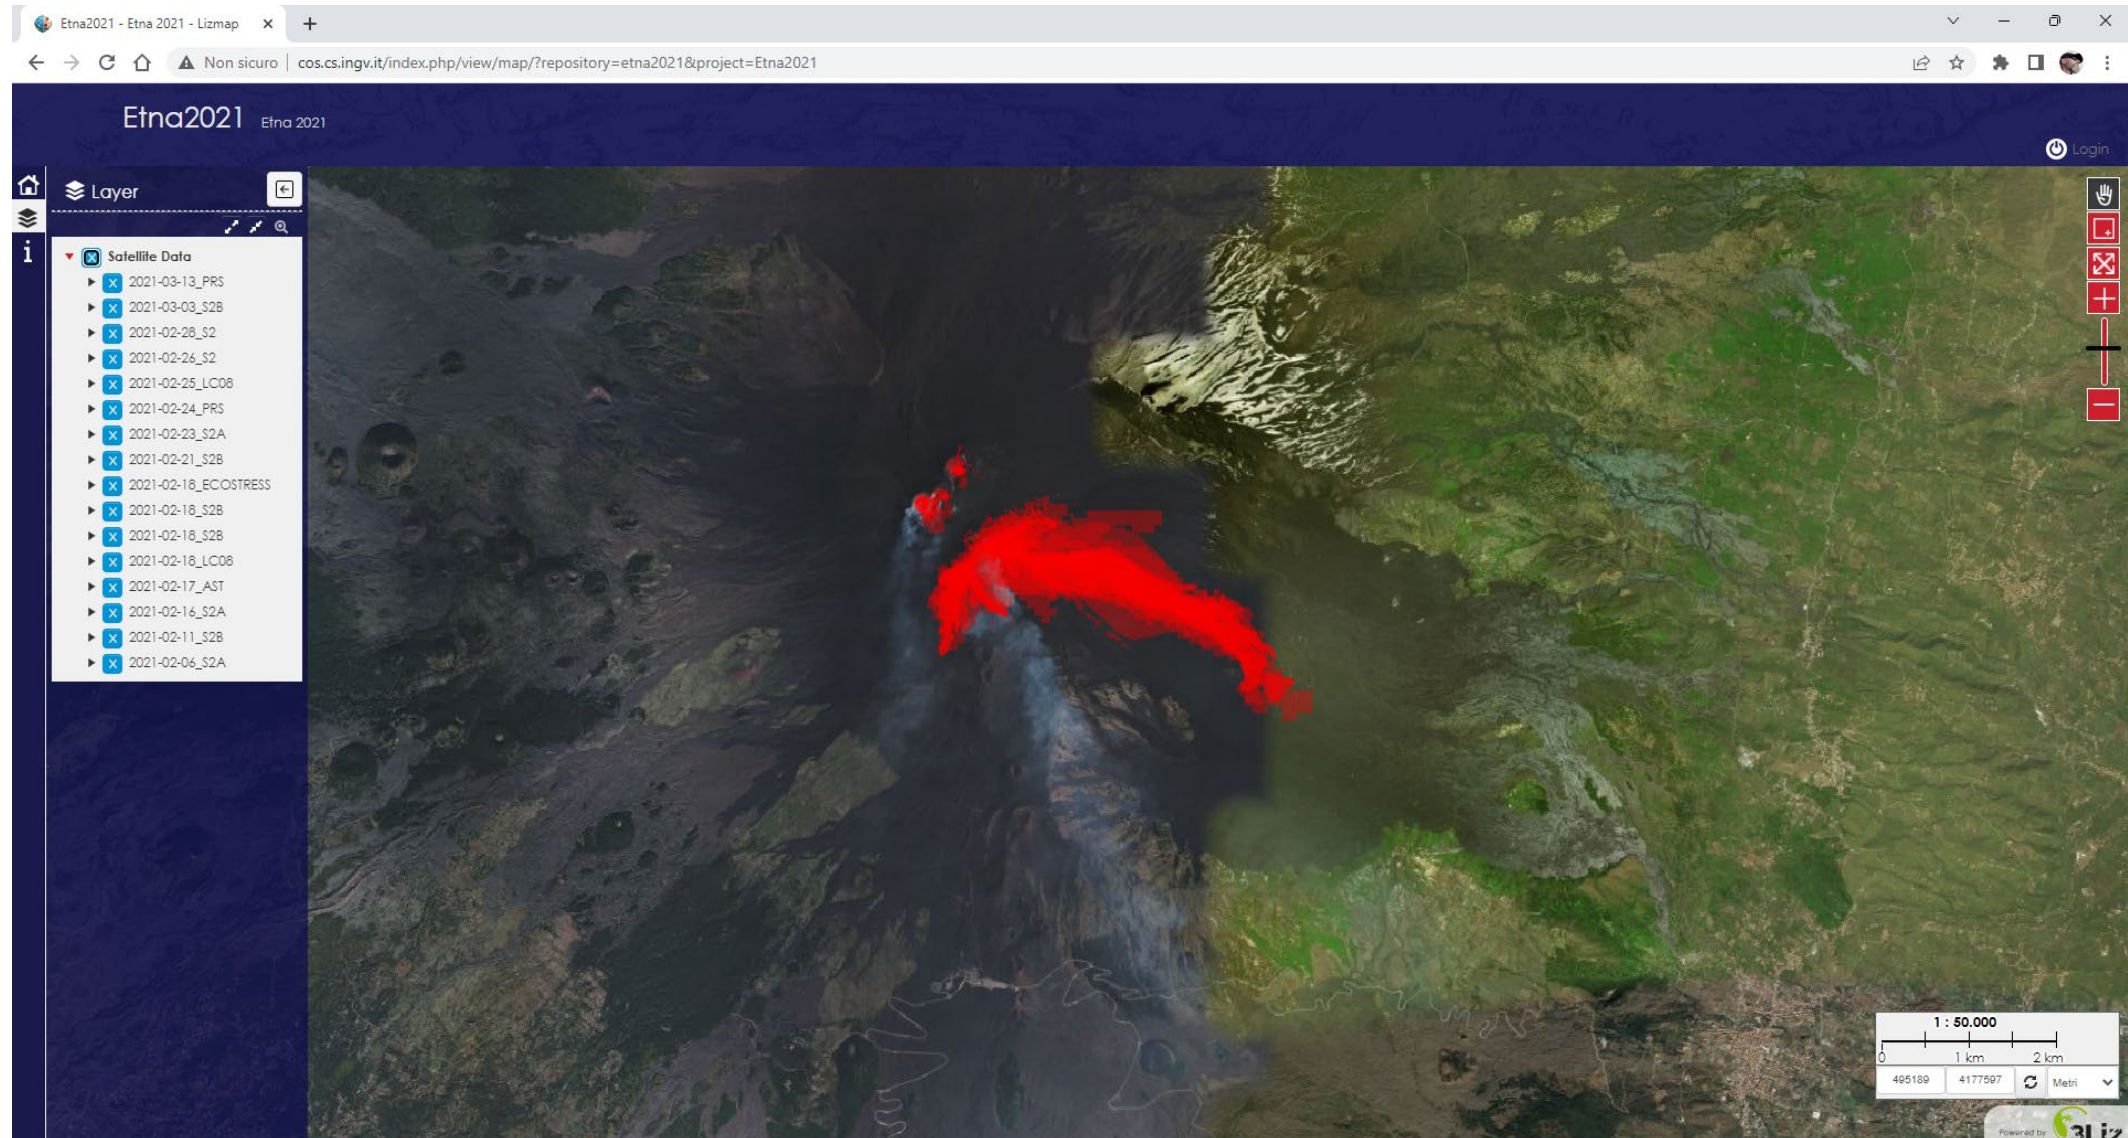 Etna2021 - Etna 2021 - Lizmap
Non sicuro
cos.cs.ingv.it/index.php/view/map/?repository=etna2021&project=Etna2021
Etna2021 Etna 2021
Login
Layer
Satellite Data
2021-03-13_PRS
2021-03-03_S2B
2021-02-28_S2
2021-02-26_S2
2021-02-25_LC08
2021-02-24_PRS
2021-02-23_S2A
2021-02-21_S2B
2021-02-18_ECOSTRESS
2021-02-18_S2B
2021-02-18_S2B
2021-02-18_LC08
2021-02-17_AST
2021-02-16_S2A
2021-02-11_S2B
2021-02-06_S2A
1 : 50.000
0 1 km 2 km
495189 4177597 Metri
Powered by 3Liz